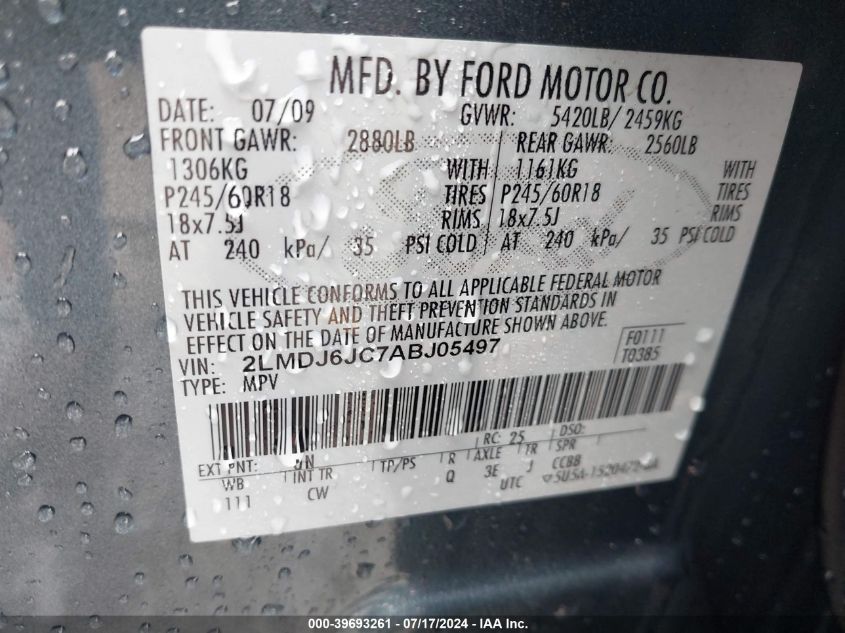 MFD. BY FORD MOTOR CO.
DATE: 07/09 GVWR: 5420LB/2459KG
FRONT GAWR: 2880LB REAR GAWR: 2560LB
1306KG WITH 1161KG WITH
P245/60R18 TIRES P245/60R18 TIRES
18x7.5J RIMS 18x7.5J RIMS
AT 240 kPa/ 35 PSI COLD AT 240 kPa/ 35 PSI COLD
THIS VEHICLE CONFORMS TO ALL APPLICABLE FEDERAL MOTOR
VEHICLE SAFETY AND THEFT PREVENTION STANDARDS IN
EFFECT ON THE DATE OF MANUFACTURE SHOWN ABOVE.
VIN: 2LMDJ6JC7ABJ05497 F0111
TYPE: MPV T0385
RC: 25 DSO:
EXT PNT: UN
WB INT TR TP/PS R AXLE TR SPR
111 CW Q 3E J CCBB
UTC
000-39693261 - 07/17/2024 - IAA Inc.